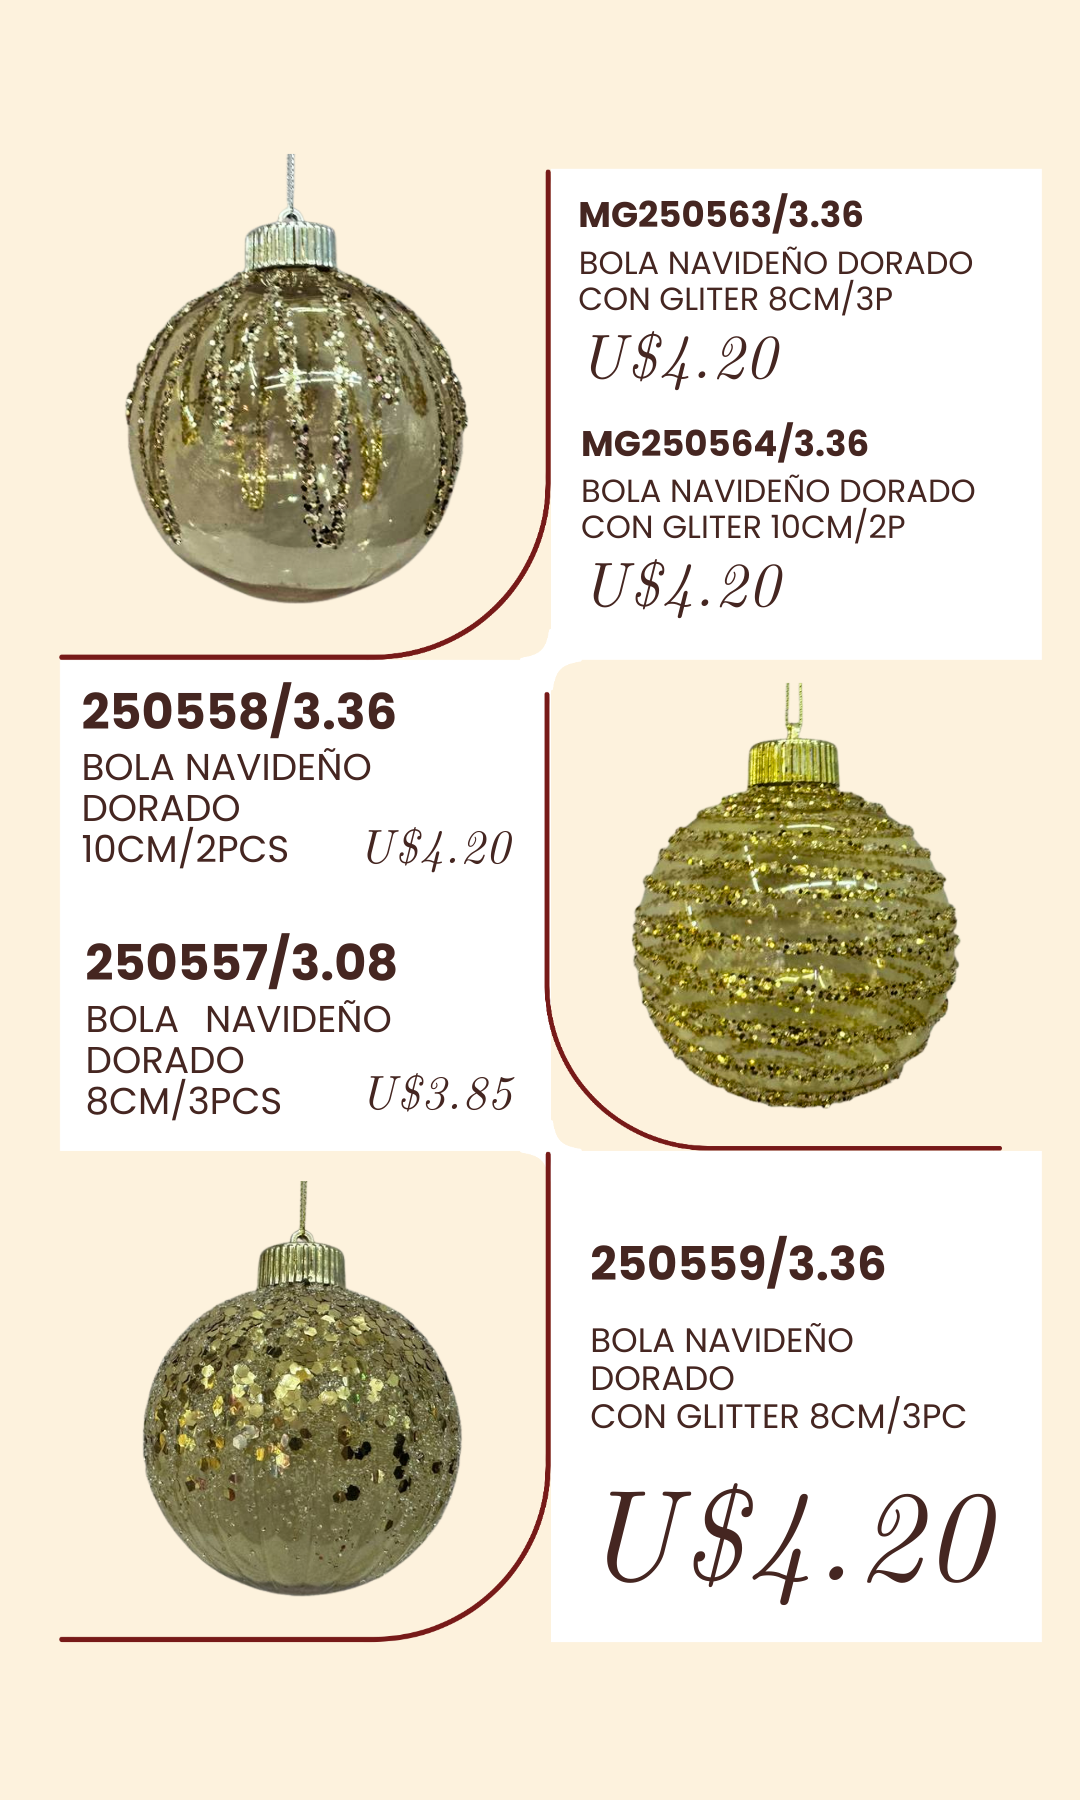 MG250563/3.36
BOLA NAVIDEÑO DORADO
CON GLITER 8CM/3P
U$4.20
MG250564/3.36
BOLA NAVIDEÑO DORADO
CON GLITER 10CM/2P
U$4.20
250558/3.36
BOLA NAVIDEÑO
DORADO
10CM/2PCS
U$4.20
250557/3.08
BOLA NAVIDEÑO
DORADO
8CM/3PCS
U$3.85
250559/3.36
BOLA NAVIDEÑO
DORADO
CON GLITTER 8CM/3PC
U$4.20